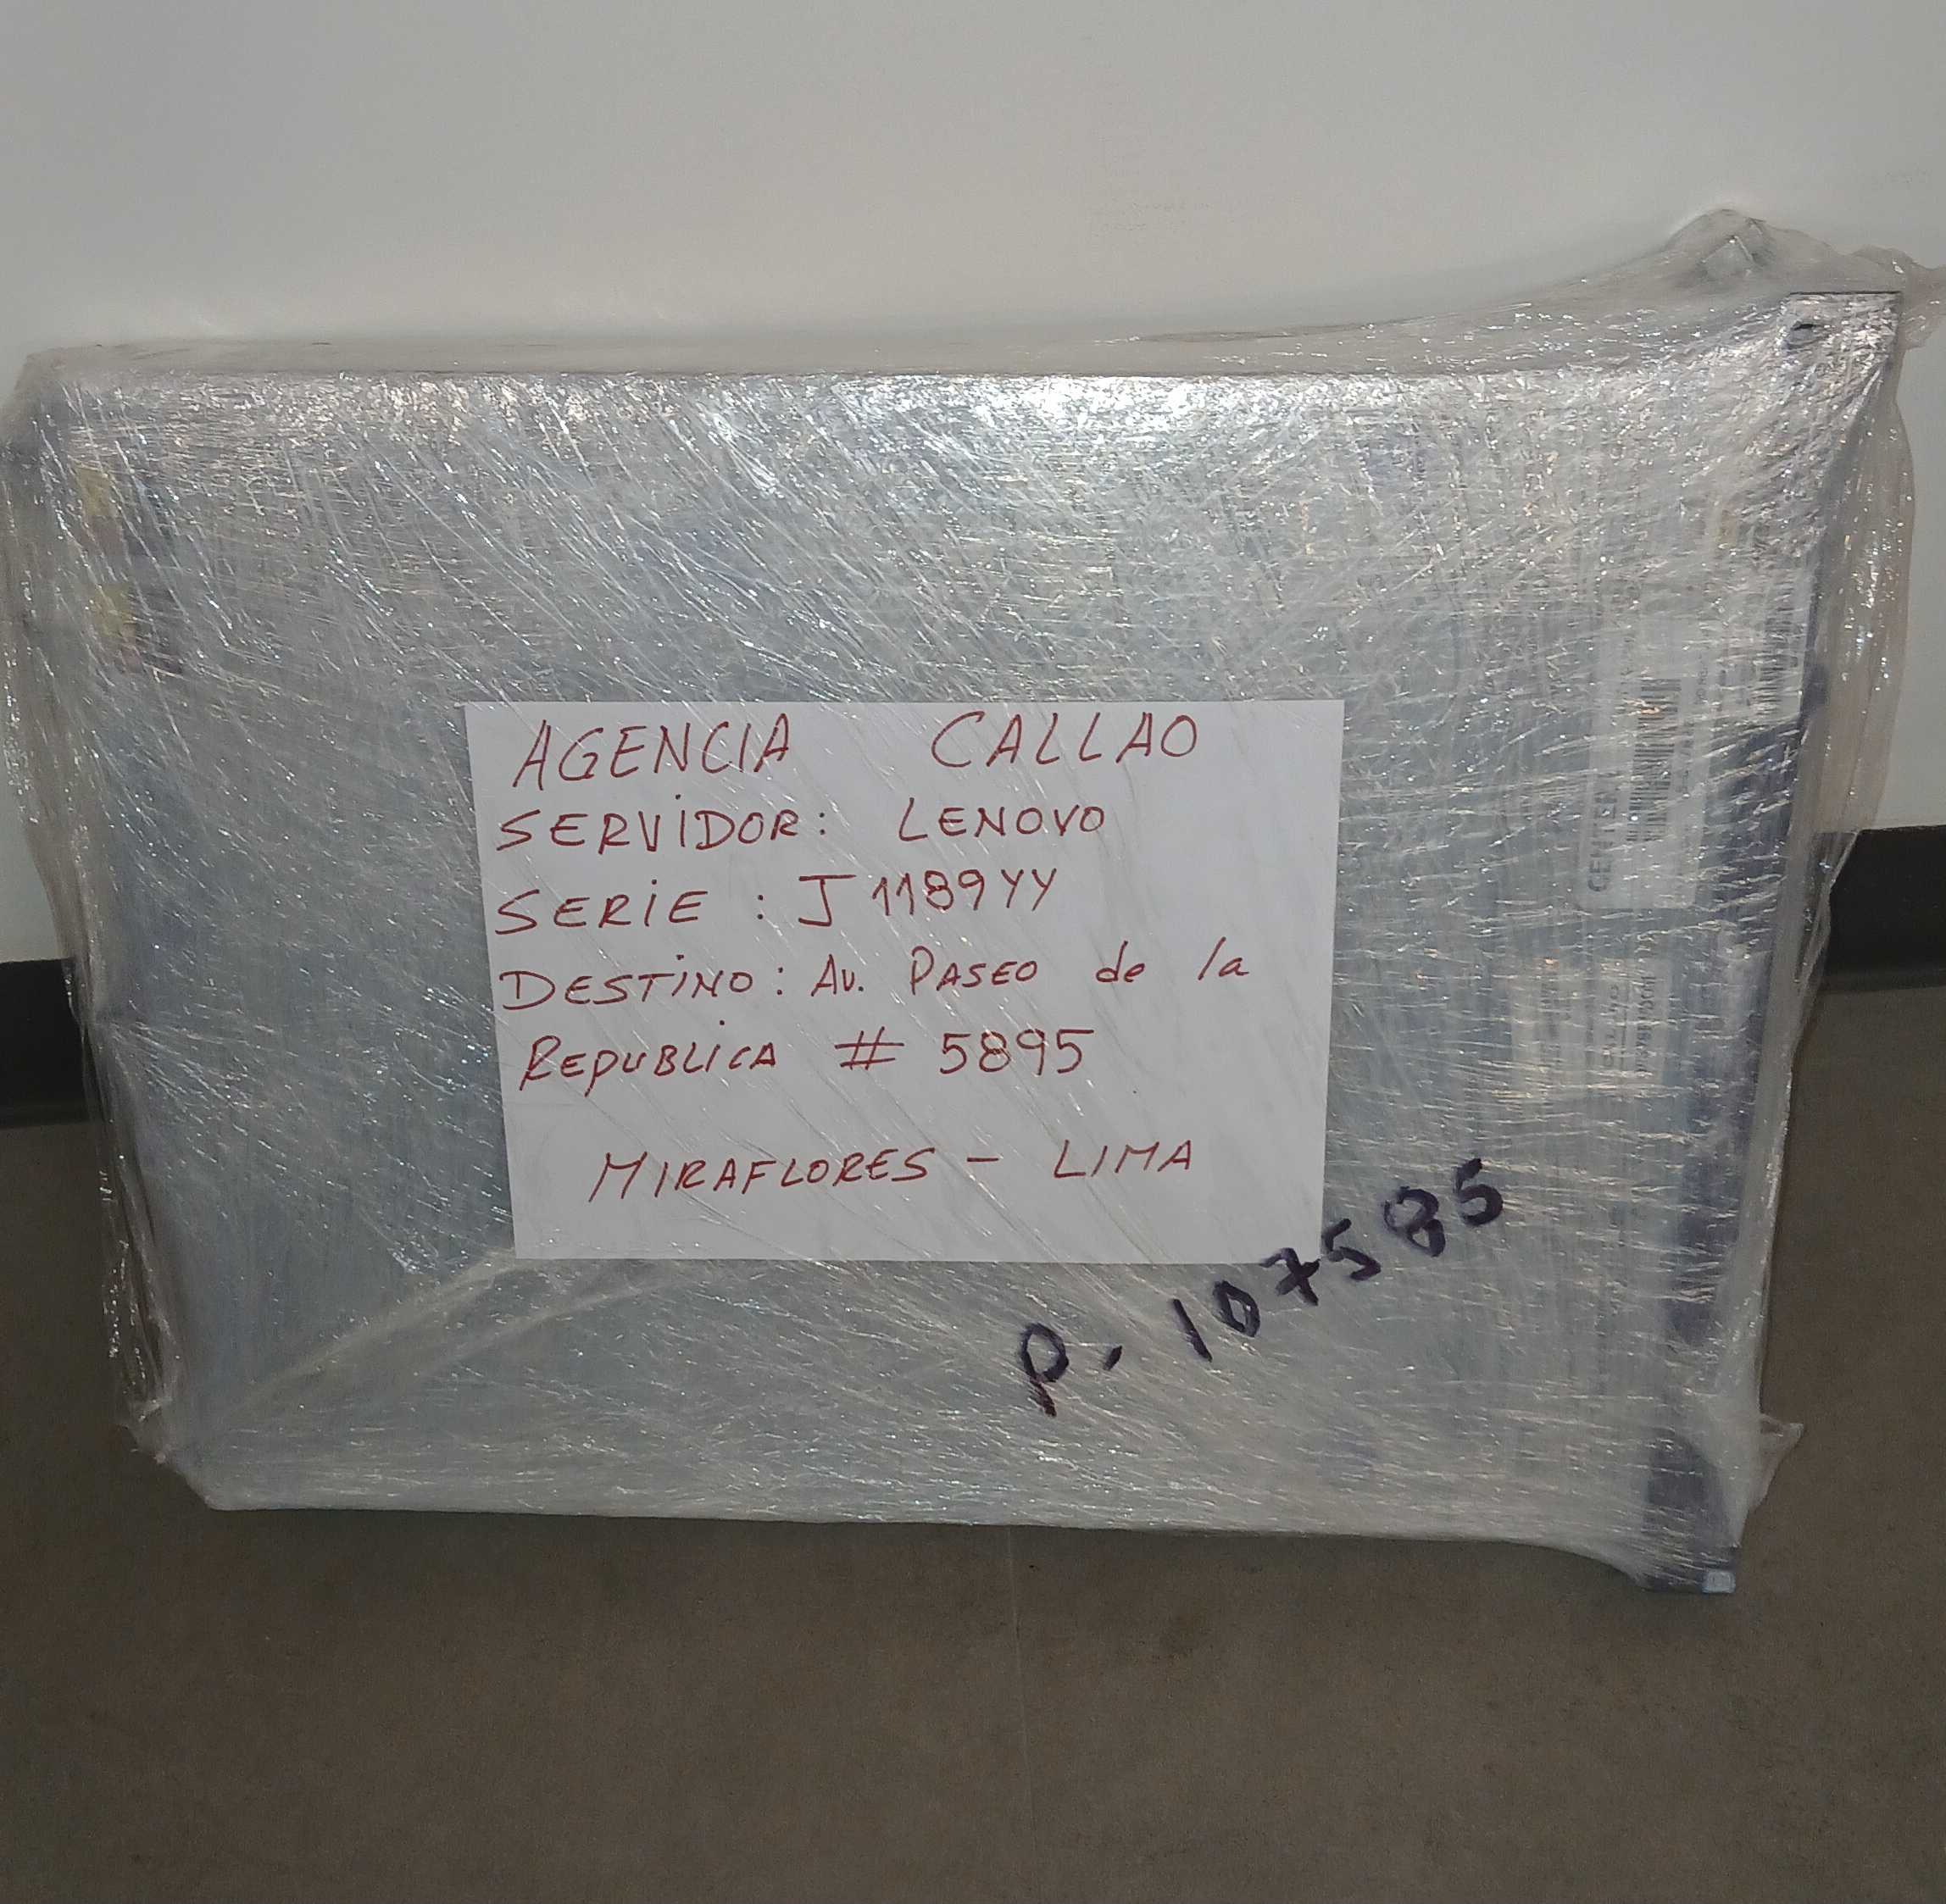 AGENCIA CALLAO
SERVIDOR: LENOVO
SERIE : J1189YY
DESTINO: AV. PASEO de la
REPUBLICA # 5895
MIRAFLORES - LIMA
P. 107585